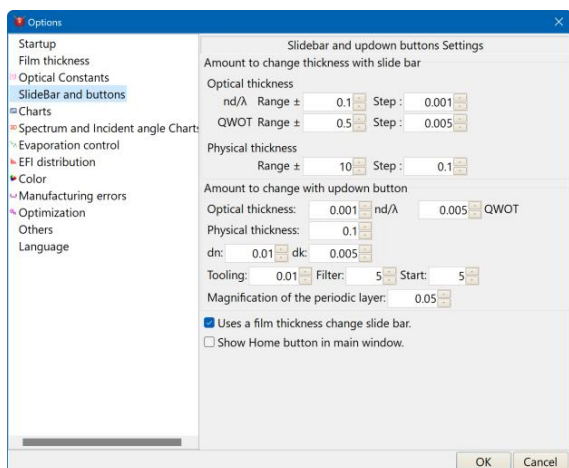 Options
Startup
Film thickness
Optical Constants
SlideBar and buttons
Charts
Spectrum and Incident angle Charts
Evaporation control
EFI distribution
Color
Manufacturing errors
Optimization
Others
Language
Slidebar and updown buttons Settings
Amount to change thickness with slide bar
Optical thickness
nd/λ Range ± 0.1 Step : 0.001
QWOT Range ± 0.5 Step : 0.005
Physical thickness
Range ± 10 Step : 0.1
Amount to change with updown button
Optical thickness: 0.001 nd/λ 0.005 QWOT
Physical thickness: 0.1
dn: 0.01 dk: 0.005
Tooling: 0.01 Filter: 5 Start: 5
Magnification of the periodic layer: 0.05
Uses a film thickness change slide bar.
Show Home button in main window.
OK Cancel